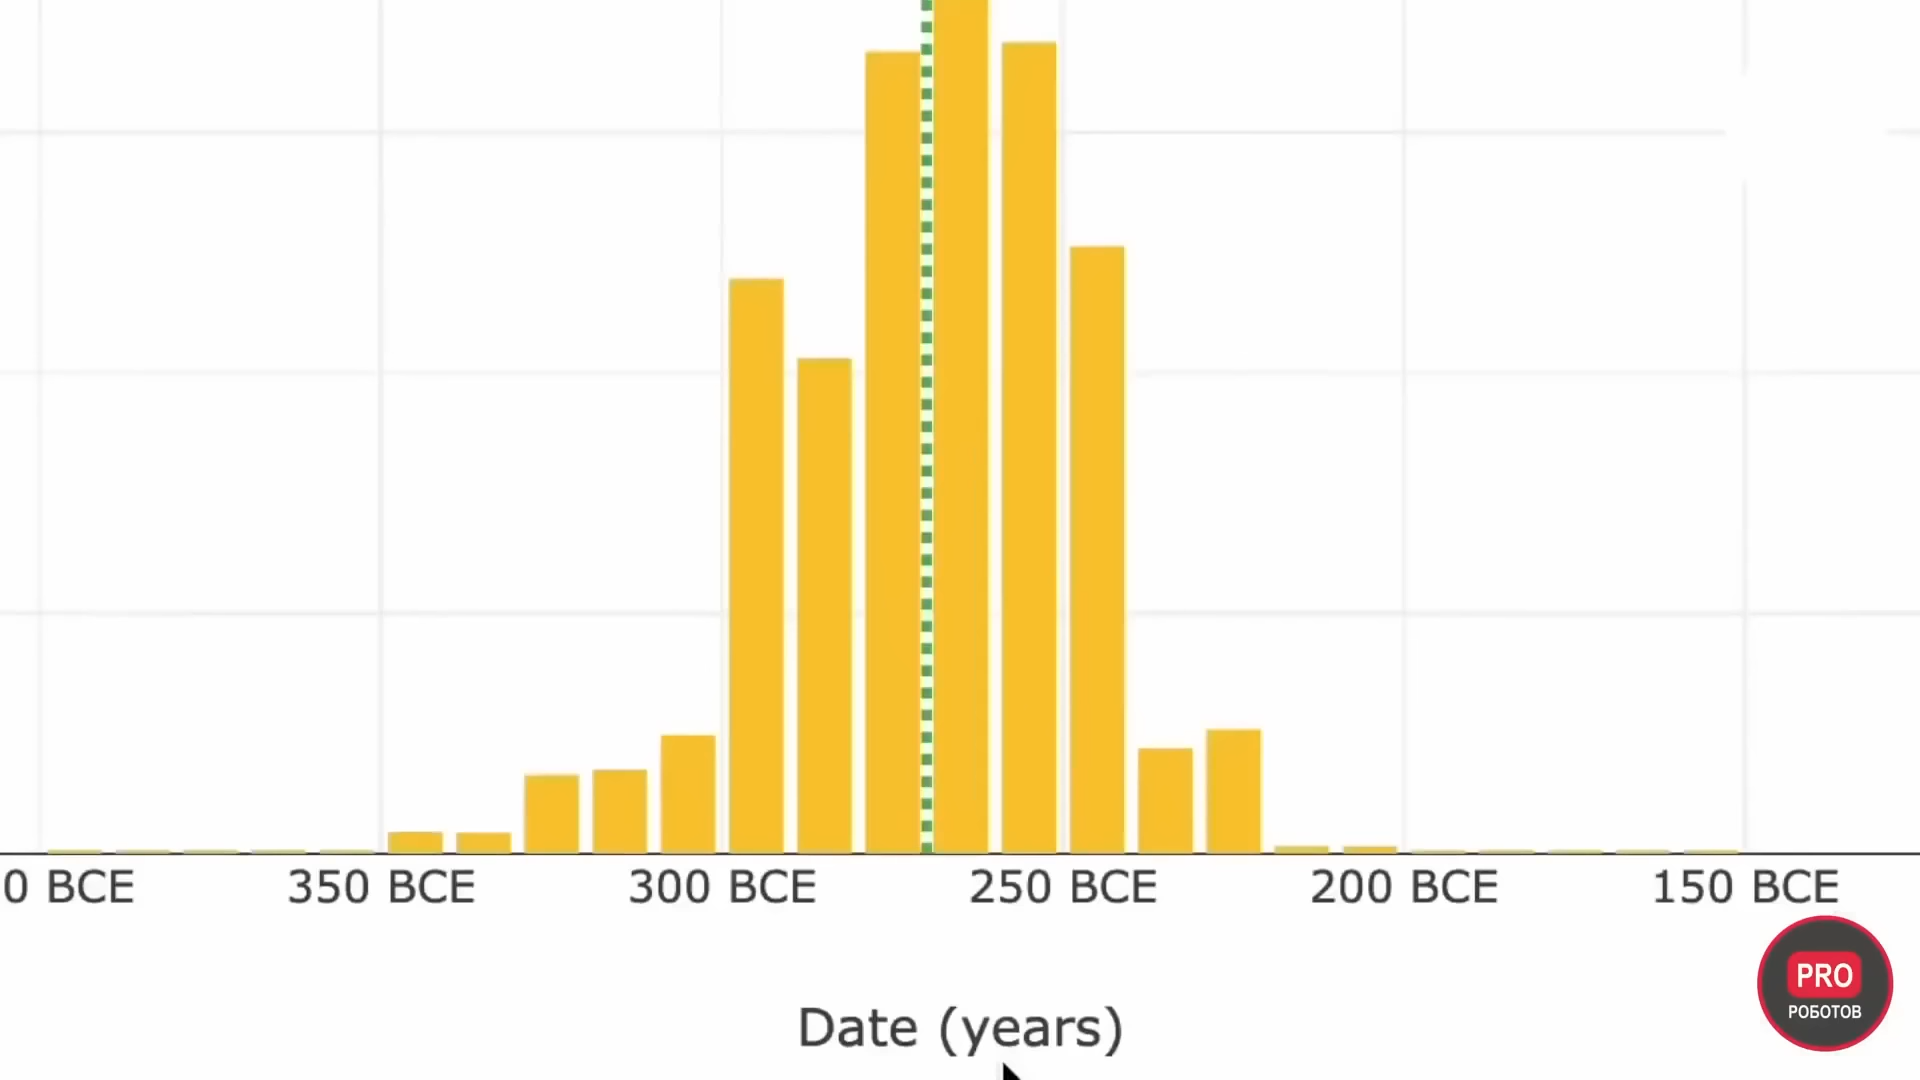 0 BCE
350 BCE
300 BCE
250 BCE
200 BCE
150 BCE
Date (years)
PRO
РОБОТОВ